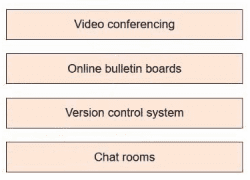 Video conferencing
Online bulletin boards
Version control system
Chat rooms